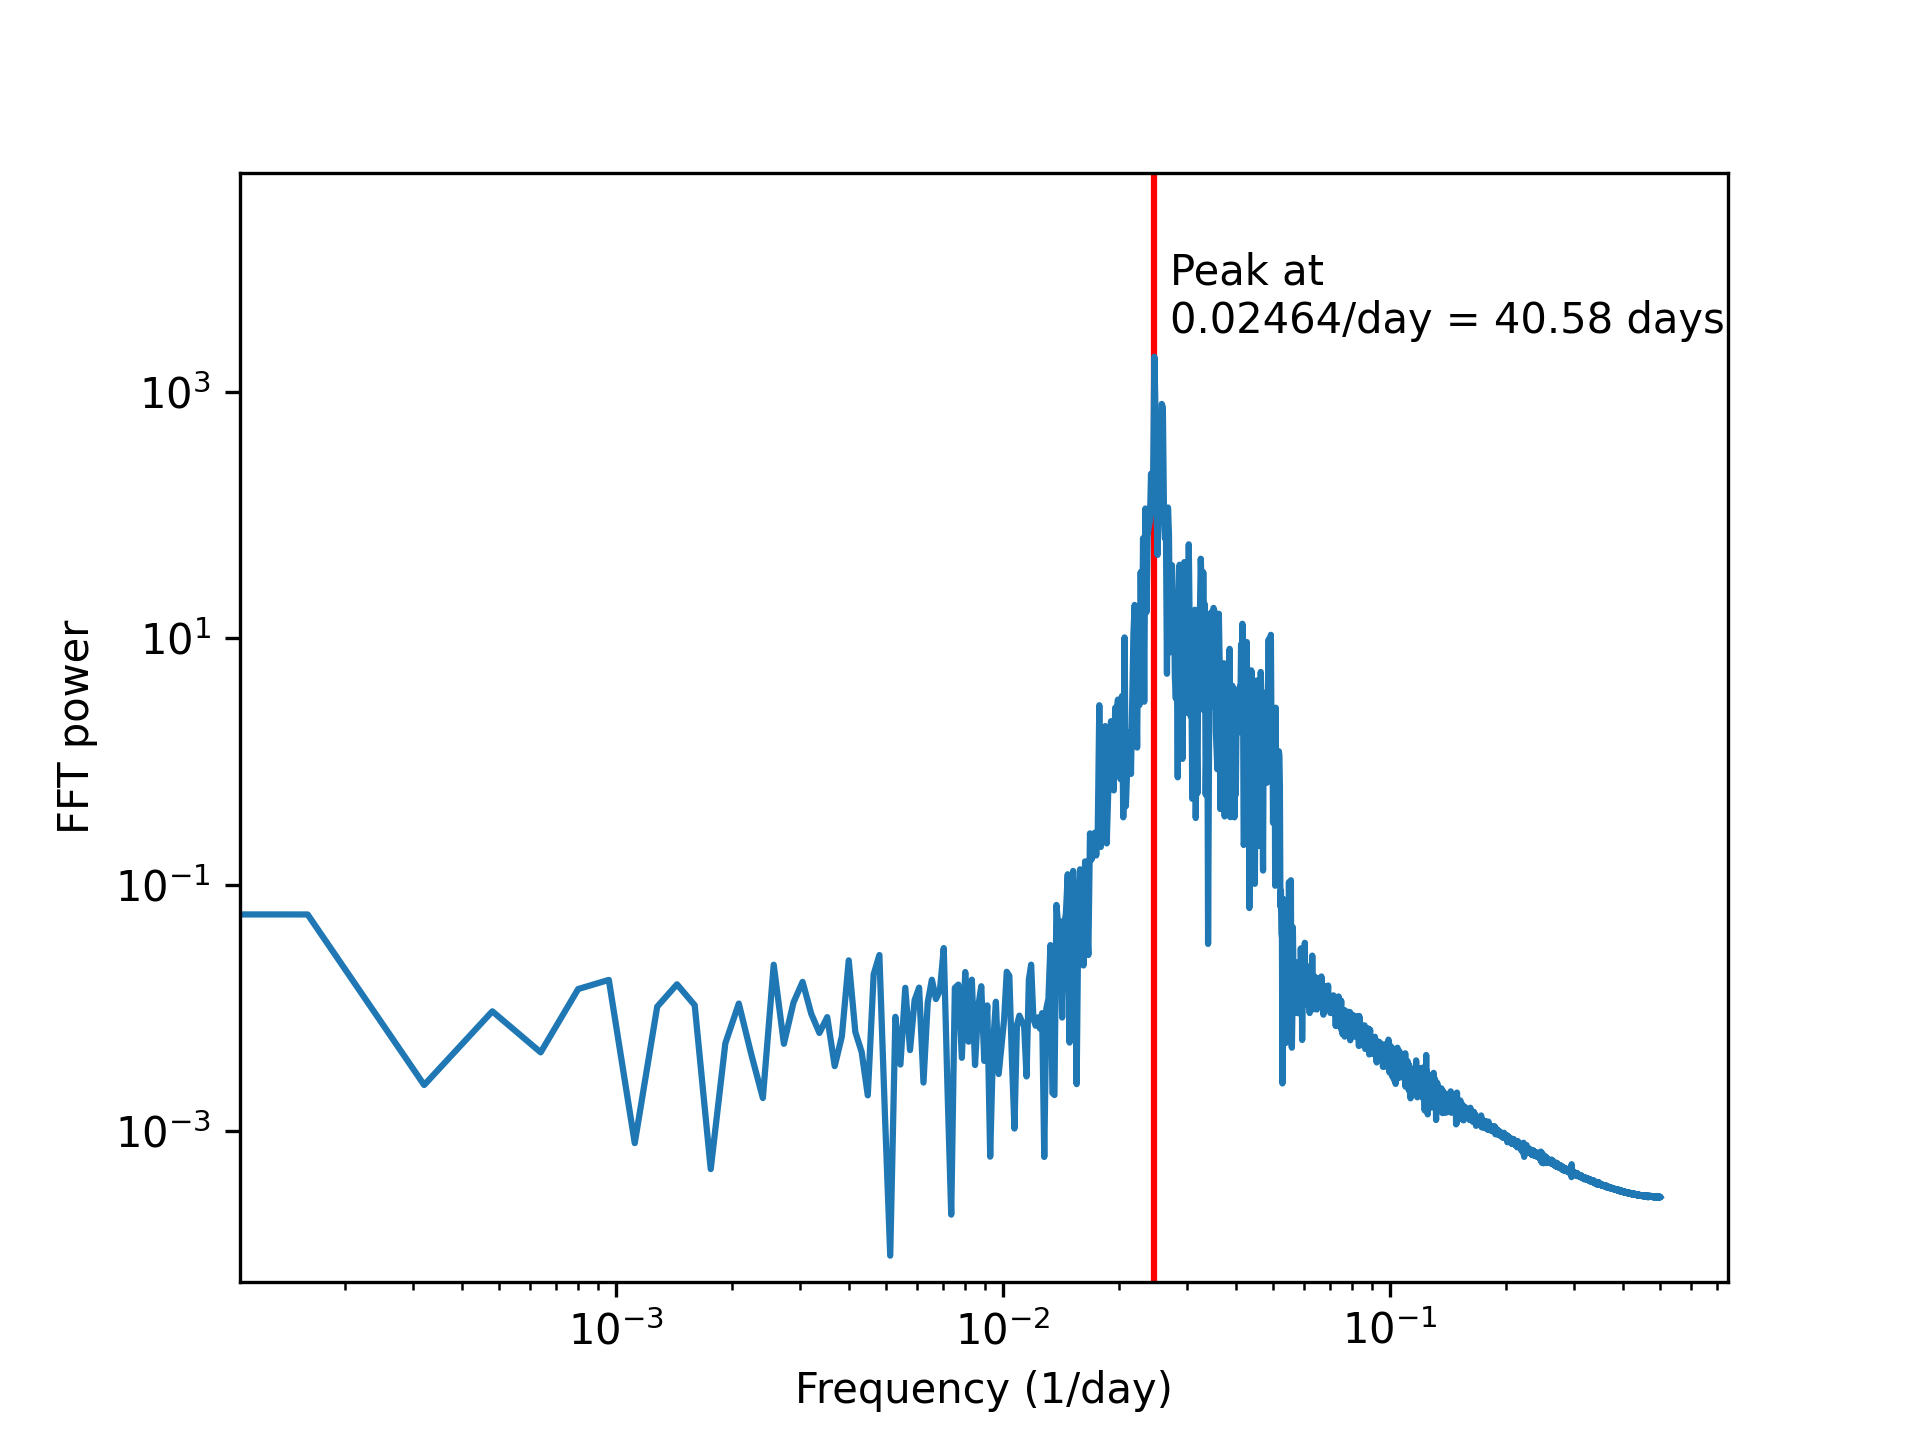 Peak at
0.02464/day = 40.58 days
10³
10¹
10⁻¹
10⁻³
FFT power
10⁻³
10⁻²
10⁻¹
Frequency (1/day)